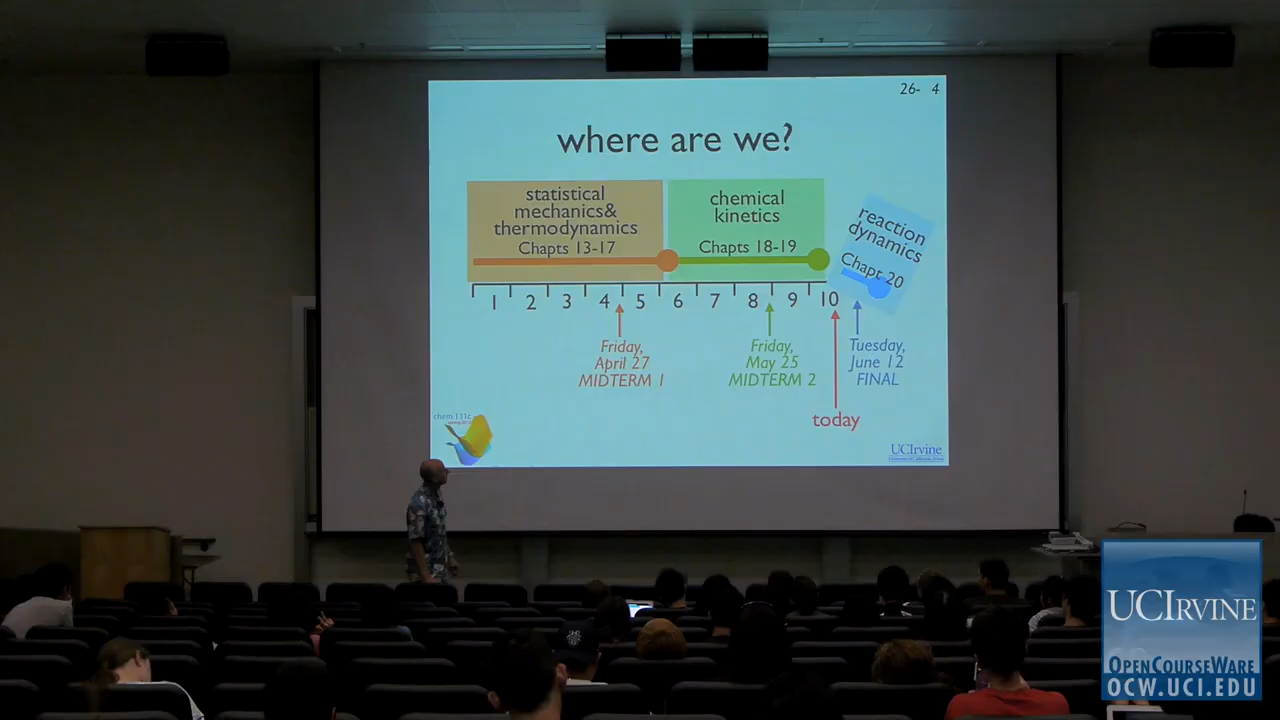 26- 4
where are we?
statistical
mechanics&
thermodynamics
Chapts 13-17
chemical
kinetics
Chapts 18-19
reaction
dynamics
Chapt 20
1 2 3 4 5 6 7 8 9 10
Friday,
April 27
MIDTERM 1
Friday,
May 25
MIDTERM 2
Tuesday,
June 12
FINAL
today
chem 131c
UCIrvine
UCIRVINE
OPENCOURSEWARE
OCW.UCI.EDU